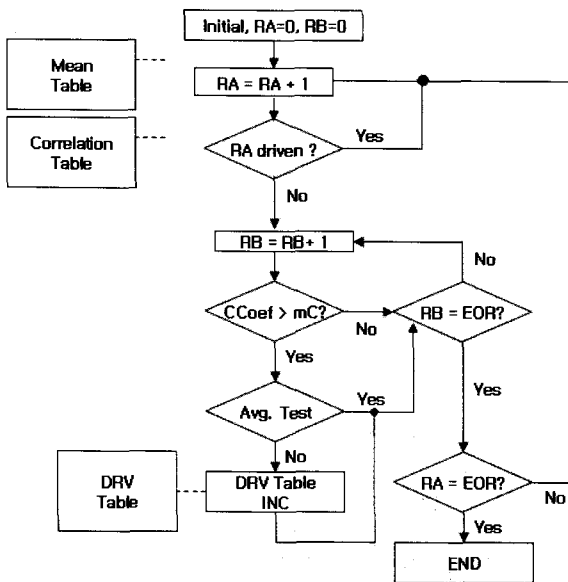 Initial, RA=0, RB=0
Mean
Table
RA = RA + 1
Correlation
Table
Yes
RA driven ?
No
RB = RB+ 1
No
CCoef > mC?
No
RB = EOR?
Yes
Yes
Avg. Test
Yes
No
DRV
Table
DRV Table
INC
RA = EOR?
No
Yes
END